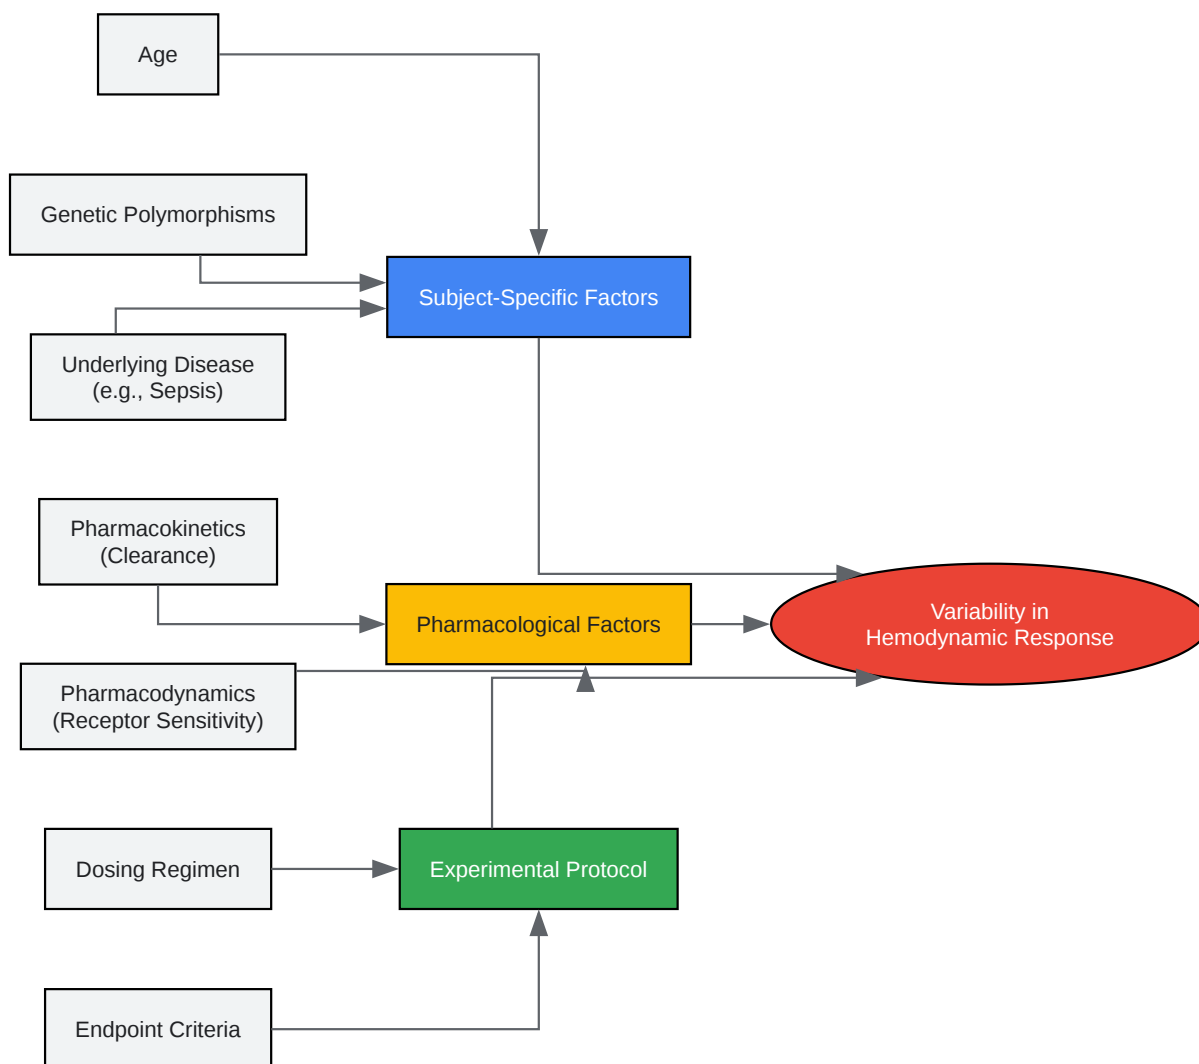 Age
Genetic Polymorphisms
Subject-Specific Factors
Underlying Disease
(e.g., Sepsis)
Pharmacokinetics
(Clearance)
Pharmacological Factors
Variability in
Hemodynamic Response
Pharmacodynamics
(Receptor Sensitivity)
Dosing Regimen
Experimental Protocol
Endpoint Criteria